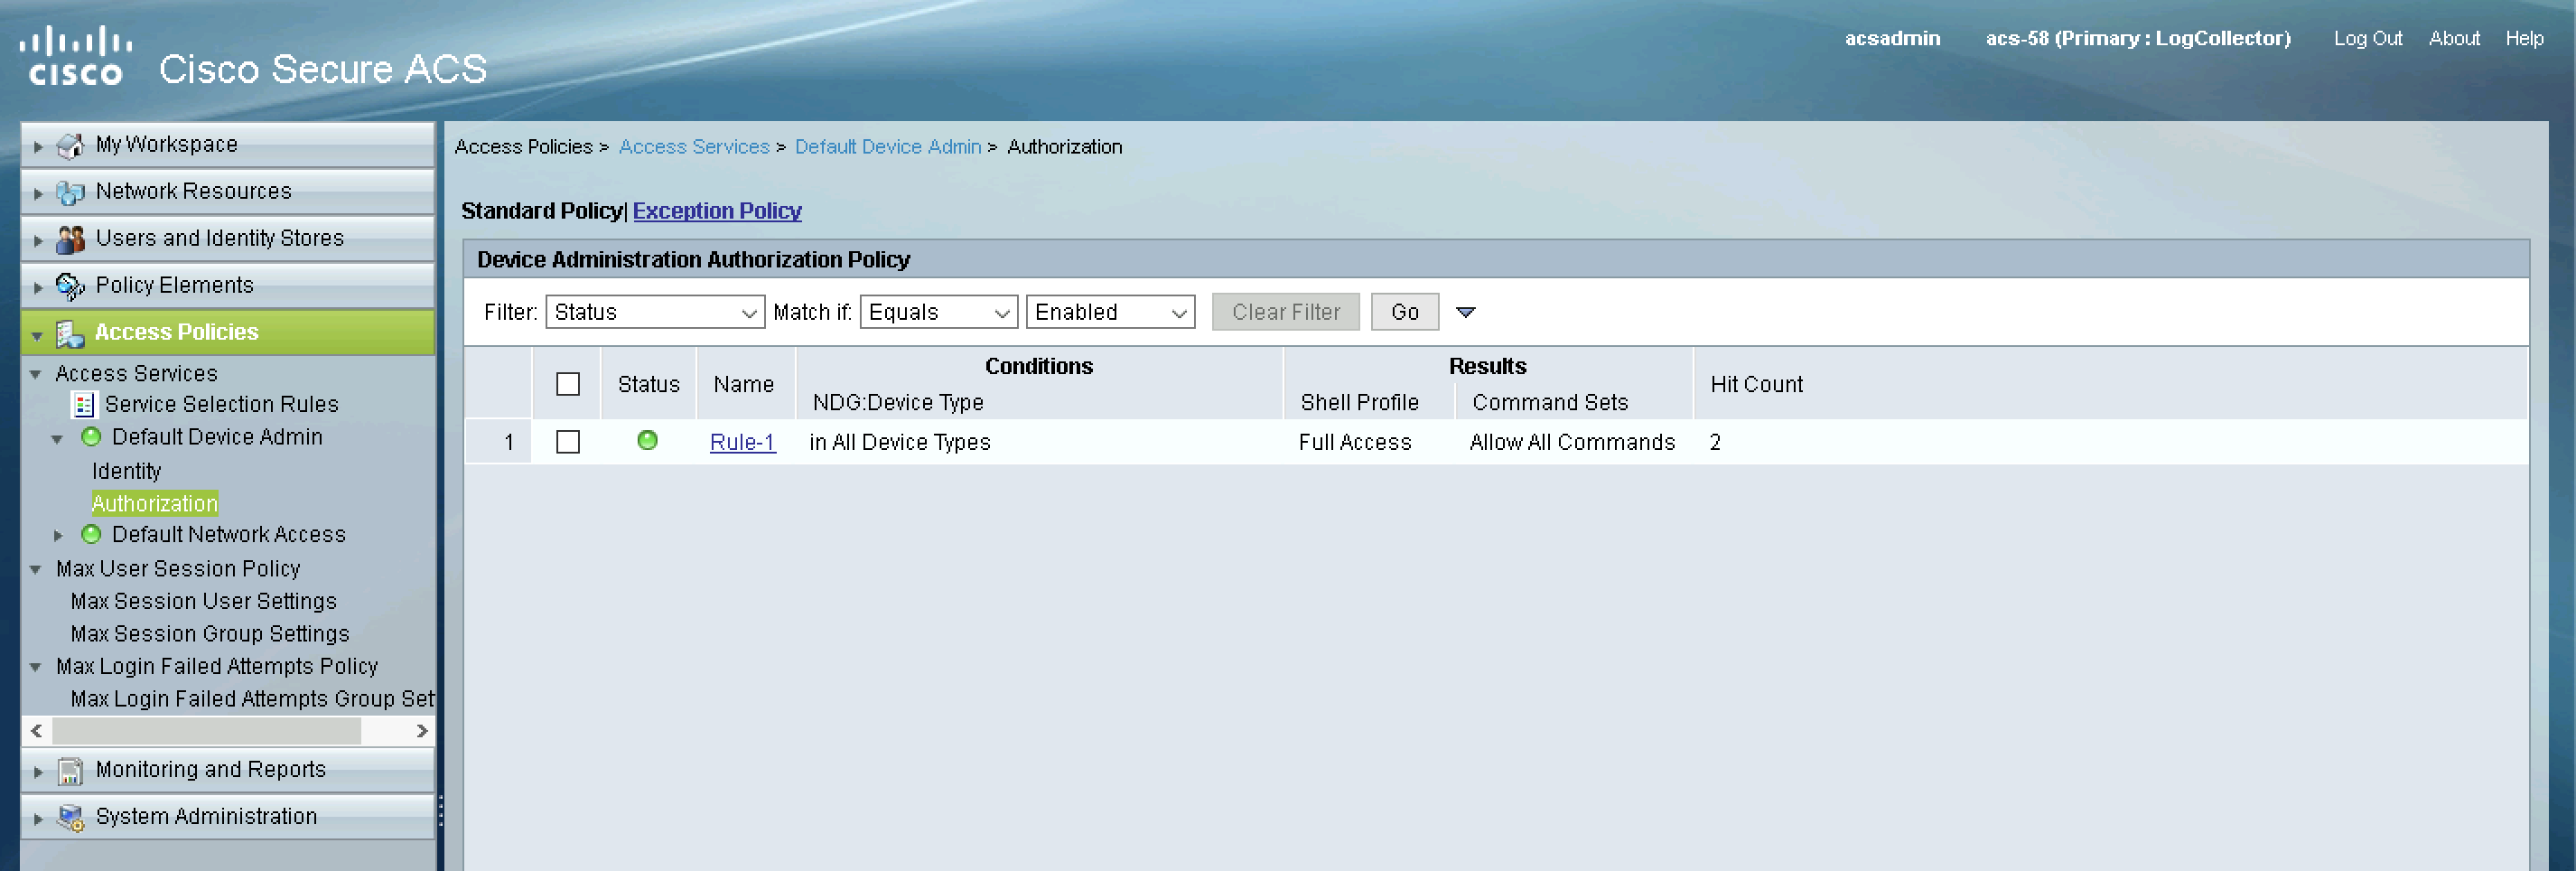 CISCO Cisco Secure ACS
acsadmin acs-58 (Primary : LogCollector) Log Out About Help
My Workspace
Network Resources
Users and Identity Stores
Policy Elements
Access Policies
Access Services
Service Selection Rules
Default Device Admin
Identity
Authorization
Default Network Access
Max User Session Policy
Max Session User Settings
Max Session Group Settings
Max Login Failed Attempts Policy
Max Login Failed Attempts Group Set
Monitoring and Reports
System Administration
Access Policies > Access Services > Default Device Admin > Authorization
Standard Policy| Exception Policy
Device Administration Authorization Policy
Filter: Status Match if: Equals Enabled Clear Filter Go
Conditions Results
Status Name Hit Count
NDG:Device Type Shell Profile Command Sets
1 Rule-1 in All Device Types Full Access Allow All Commands 2